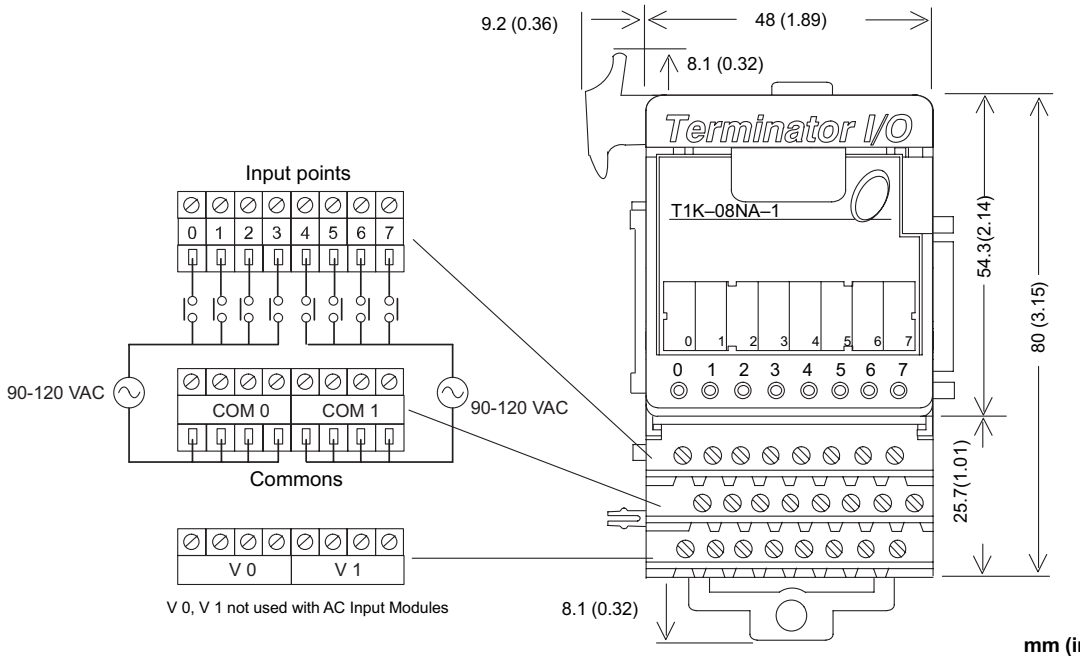 9.2 (0.36)
48 (1.89)
8.1 (0.32)
Terminator I/O
T1K–08NA–1
0 1 2 3 4 5 6 7
0 1 2 3 4 5 6 7
54.3(2.14)
80 (3.15)
25.7(1.01)
8.1 (0.32)
Input points
0 1 2 3 4 5 6 7
90-120 VAC
COM 0 COM 1
90-120 VAC
Commons
V 0 V 1
V 0, V 1 not used with AC Input Modules
mm (in